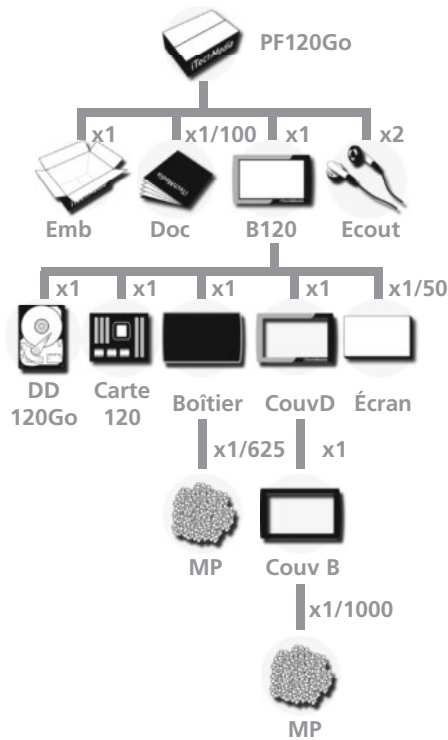 iTechMedia
PF120Go
x1
x1/100
x1
x2
Emb
Doc
B120
Ecout
x1
x1
x1
x1
x1/50
DD
120Go
Carte
120
Boîtier
CouvD
Écran
x1/625
x1
MP
Couv B
x1/1000
MP